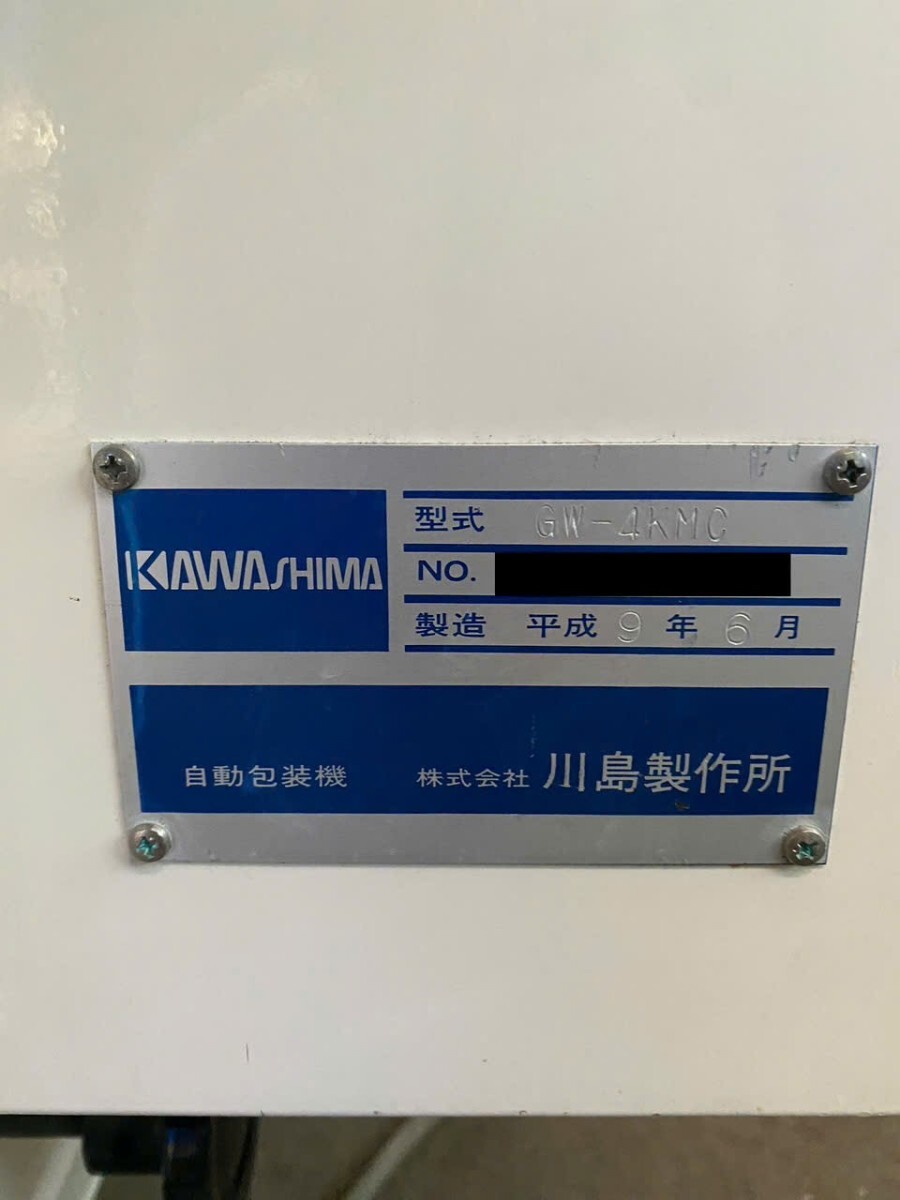 KAWASHIMA
型式 GW-4KMC
NO.
製造 平成 9 年 6 月
自動包装機 株式会社 川島製作所